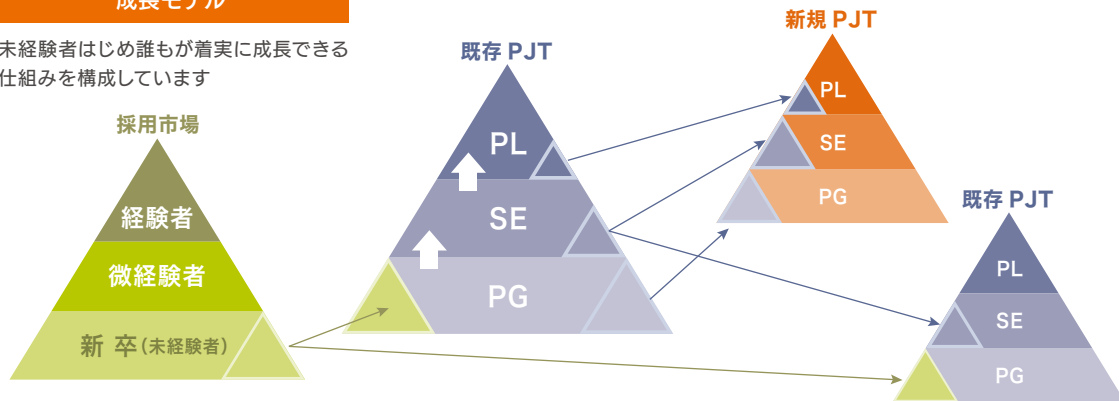 成長モデル
未経験者はじめ誰もが着実に成長できる
仕組みを構成しています
採用市場
経験者
微経験者
新 卒(未経験者)
既存 PJT
PL
SE
PG
新規 PJT
PL
SE
PG
既存 PJT
PL
SE
PG